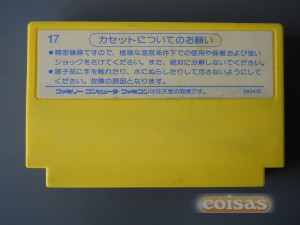 17
カセットについてのお願い
●精密機器ですので、極端な温度条件下での使用や保管および強い
ショックをさけてください。また、絶対に分解しないでください。
●端子部に手を触れたり、水にぬらしたりして汚さないようにして
ください。故障の原因となります。
ファミリーコンピュータ・ファミコンは任天堂の商標です。
coisas